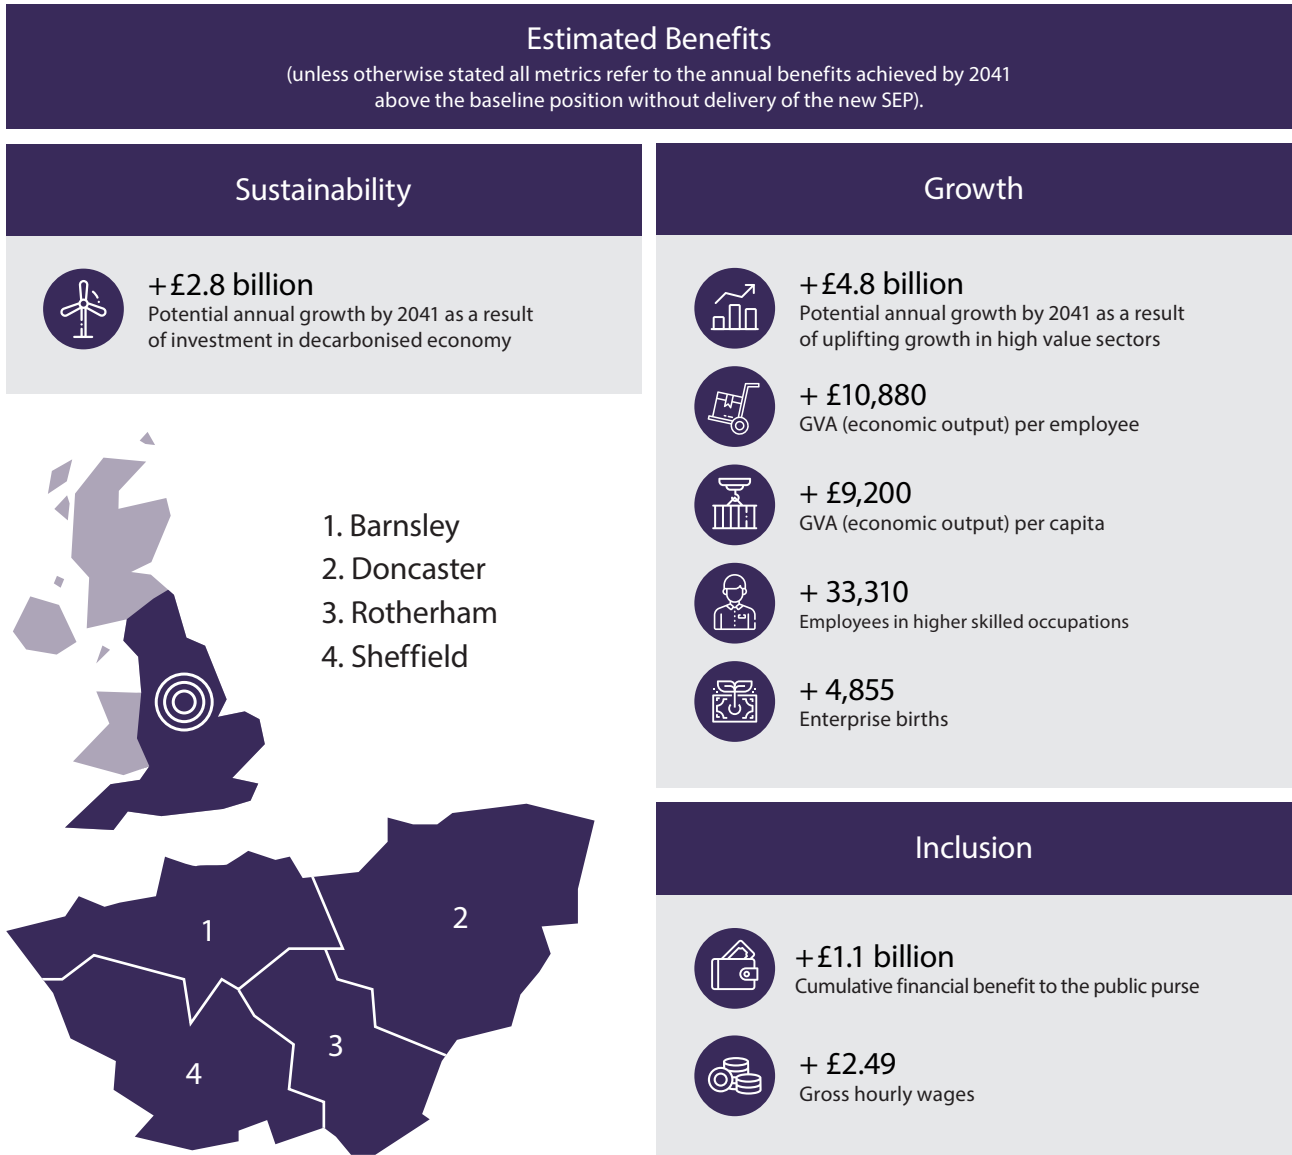 Estimated Benefits
(unless otherwise stated all metrics refer to the annual benefits achieved by 2041
above the baseline position without delivery of the new SEP).
Sustainability
+£2.8 billion
Potential annual growth by 2041 as a result
of investment in decarbonised economy
1. Barnsley
2. Doncaster
3. Rotherham
4. Sheffield
1
2
3
4
Growth
+£4.8 billion
Potential annual growth by 2041 as a result
of uplifting growth in high value sectors
+ £10,880
GVA (economic output) per employee
+ £9,200
GVA (economic output) per capita
+ 33,310
Employees in higher skilled occupations
+ 4,855
Enterprise births
Inclusion
+£1.1 billion
Cumulative financial benefit to the public purse
+ £2.49
Gross hourly wages